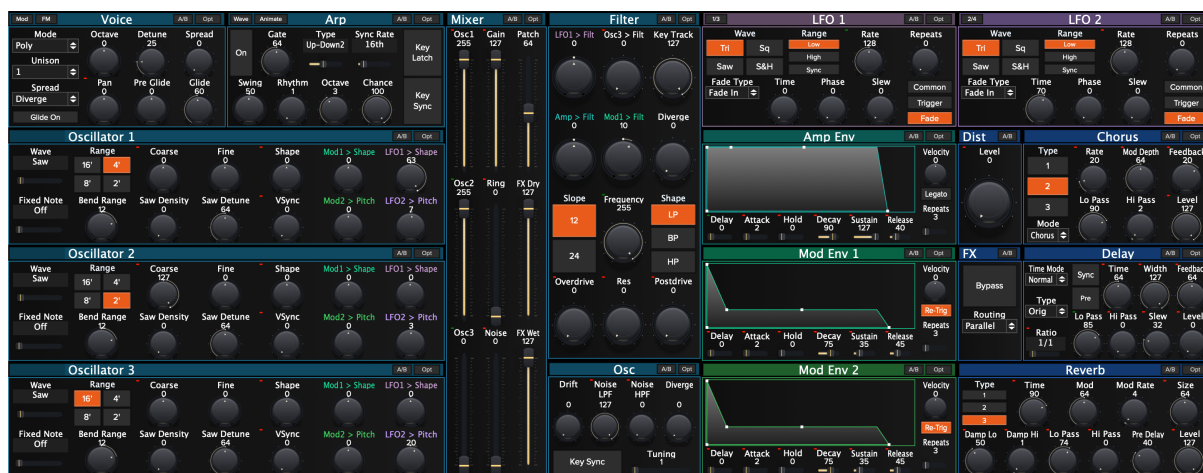 Mod FM Voice A/B Opt
Mode Octave Detune Spread
Poly 0 25 0
Unison
1
Spread Pan Pre Glide Glide
Diverge 0 0 60
Glide On
Wave Animate Arp A/B Opt
Gate Type Sync Rate
On 64 Up-Down2 16th Key Latch
Swing Rhythm Octave Chance
50 1 3 100 Key Sync
Oscillator 1 A/B Opt
Wave Range Coarse Fine Shape Mod1 > Shape LFO1 > Shape
Saw 16' 4' 0 0 0 0 63
8' 2'
Fixed Note Bend Range Saw Density Saw Detune VSync Mod2 > Pitch LFO2 > Pitch
Off 12 0 64 0 0 7
Oscillator 2 A/B Opt
Wave Range Coarse Fine Shape Mod1 > Shape LFO1 > Shape
Saw 16' 4' 127 0 0 0 0
8' 2'
Fixed Note Bend Range Saw Density Saw Detune VSync Mod2 > Pitch LFO2 > Pitch
Off 12 0 64 0 0 3
Oscillator 3 A/B Opt
Wave Range Coarse Fine Shape Mod1 > Shape LFO1 > Shape
Saw 16' 4' 0 0 0 0 0
8' 2'
Fixed Note Bend Range Saw Density Saw Detune VSync Mod2 > Pitch LFO2 > Pitch
Off 12 0 64 0 0 20
Mixer
Osc1 Gain Patch
255 127 64
Osc2 Ring FX Dry
255 0 127
Osc3 Noise FX Wet
0 0 127
Filter A/B Opt
LFO1 > Filt Osc3 > Filt Key Track
0 0 127
Amp > Filt Mod1 > Filt Diverge
0 10 0
Slope Frequency Shape
12 255 LP
BP
24 HP
Overdrive Res Postdrive
0 0 0
Osc A/B Opt
Drift Noise LPF Noise HPF Diverge
0 127 0 0
Key Sync Tuning
1
1/3 LFO 1 A/B Opt
Wave Range Rate Repeats
Tri Sq Low 128 0
Saw S&H High
Sync
Fade Type Time Phase Slew Common
Fade In 0 0 0 Trigger
Fade
2/4 LFO 2 A/B Opt
Wave Range Rate Repeats
Tri Sq Low 128 0
Saw S&H High
Sync
Fade Type Time Phase Slew Common
Fade In 70 0 0 Trigger
Fade
Amp Env A/B Opt
Velocity
0
Legato
Repeats
3
Delay Attack Hold Decay Sustain Release
0 2 0 90 127 40
Mod Env 1 A/B Opt
Velocity
0
Re-Trig
Repeats
3
Delay Attack Hold Decay Sustain Release
0 2 0 75 35 45
Mod Env 2 A/B Opt
Velocity
0
Re-Trig
Repeats
3
Delay Attack Hold Decay Sustain Release
0 2 0 75 35 45
Dist A/B
Level
0
Chorus A/B Opt
Type Rate Mod Depth Feedback
1 20 64 20
2
3 Lo Pass Hi Pass Level
Mode 90 2 127
Chorus
FX A/B
Bypass
Routing
Parallel
Delay A/B Opt
Time Mode Sync Time Width Feedback
Normal 64 127 64
Pre
Type Lo Pass Hi Pass Slew Level
Orig 85 0 32
Ratio
1/1
Reverb A/B Opt
Type Time Mod Mod Rate Size
1 90 64 4 64
2
3
Damp Lo Damp Hi Lo Pass Hi Pass Pre Delay Level
50 1 74 0 40 127